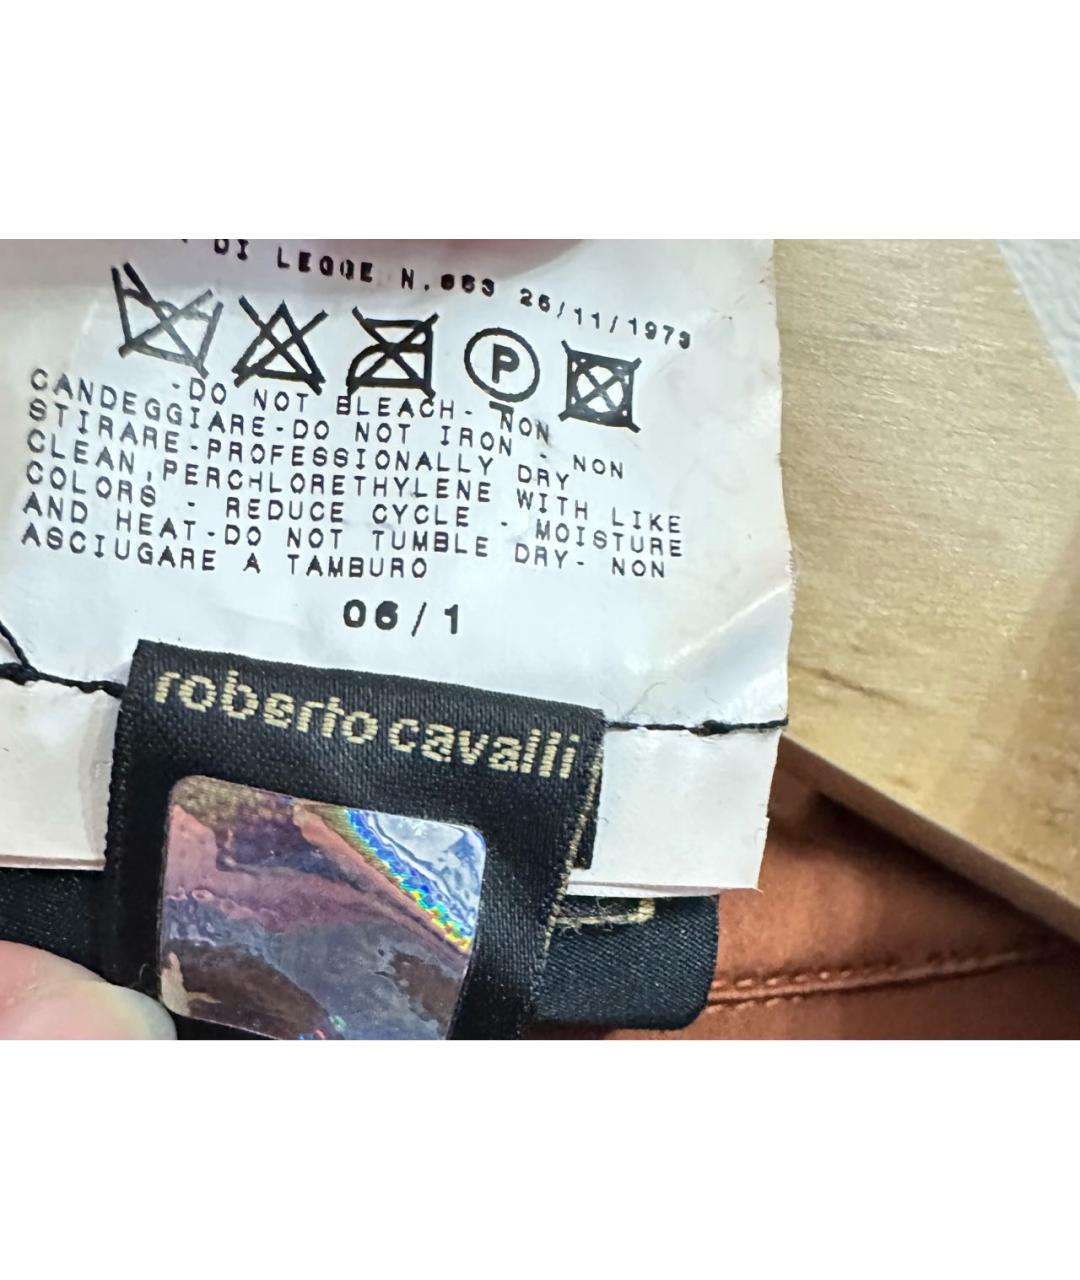 DI LEGGE N.883 26/11/1973
P
-DO NOT BLEACH- NON
CANDEGGIARE-DO NOT IRON - NON
STIRARE-PROFESSIONALLY DRY
CLEAN,PERCHLORETHYLENE WITH LIKE
COLORS - REDUCE CYCLE - MOISTURE
AND HEAT-DO NOT TUMBLE DRY- NON
ASCIUGARE A TAMBURO
06/1
roberto cavalli